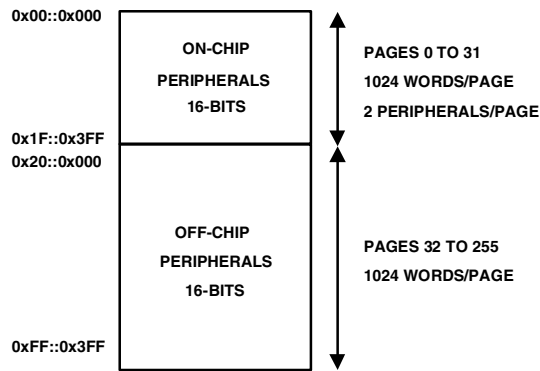 0x00::0x000
ON-CHIP
PERIPHERALS
16-BITS
PAGES 0 TO 31
1024 WORDS/PAGE
2 PERIPHERALS/PAGE
0x1F::0x3FF
0x20::0x000
OFF-CHIP
PERIPHERALS
16-BITS
PAGES 32 TO 255
1024 WORDS/PAGE
0xFF::0x3FF